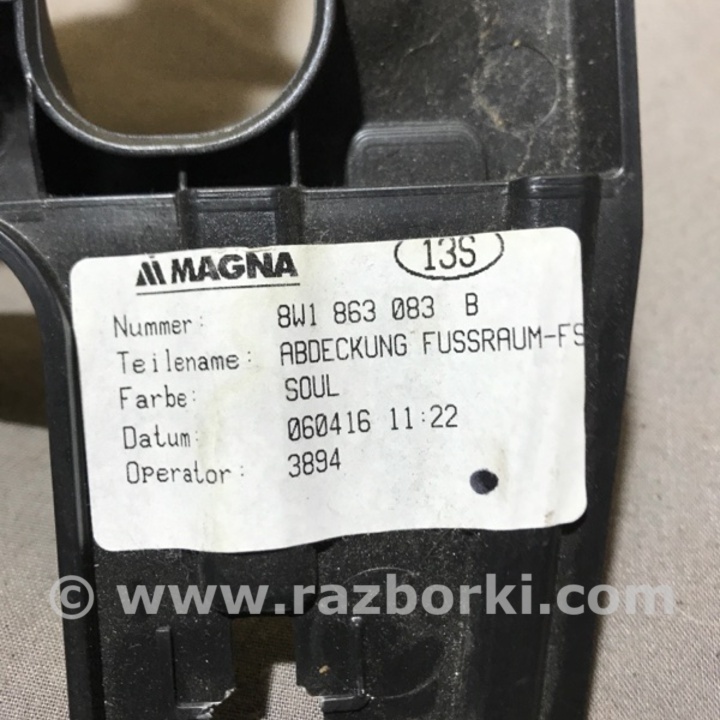 MAGNA 13S
Nummer: 8W1 863 083 B
Teilename: ABDECKUNG FUSSRAUM-FS
Farbe: SOUL
Datum: 060416 11:22
Operator: 3894
© www.razborki.com